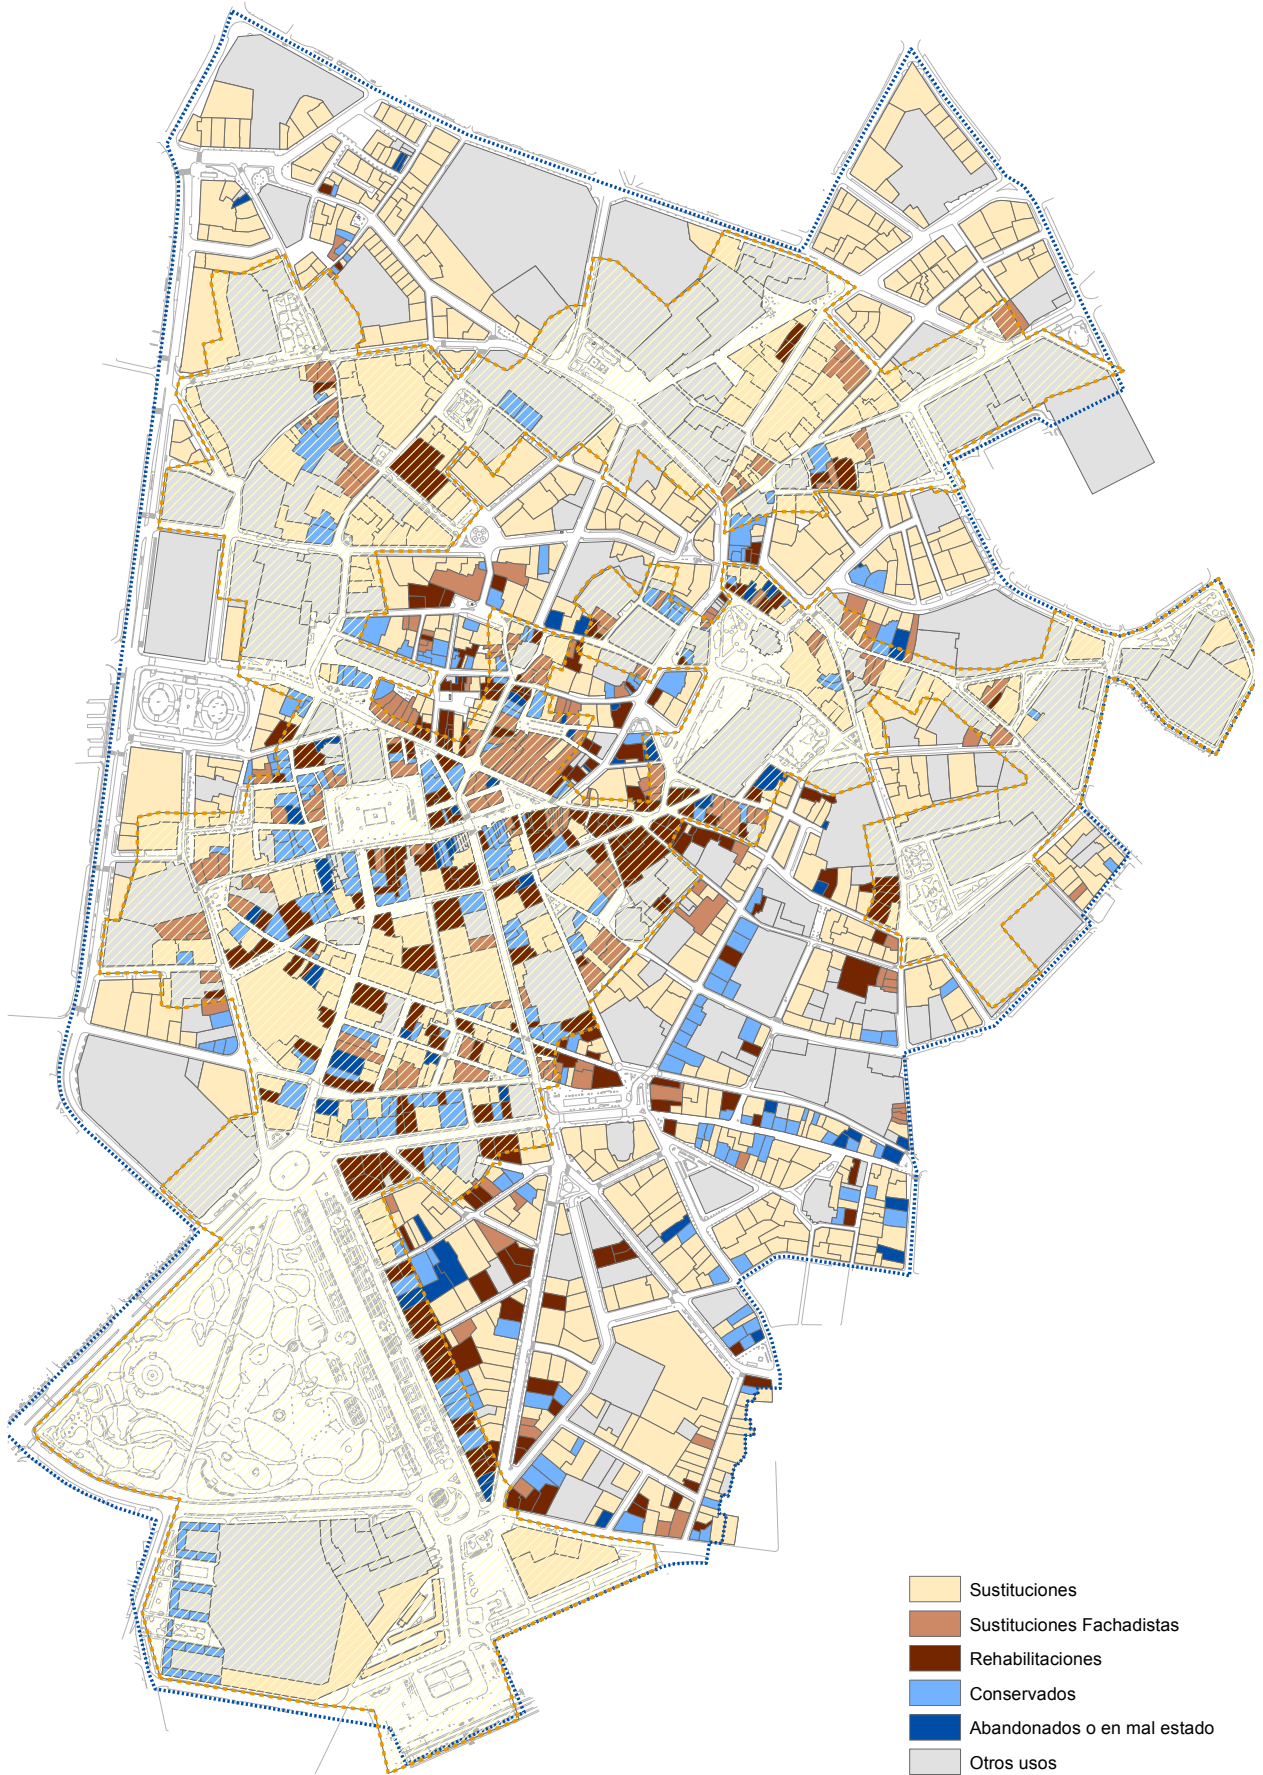 Sustituciones
Sustituciones Fachadistas
Rehabilitaciones
Conservados
Abandonados o en mal estado
Otros usos